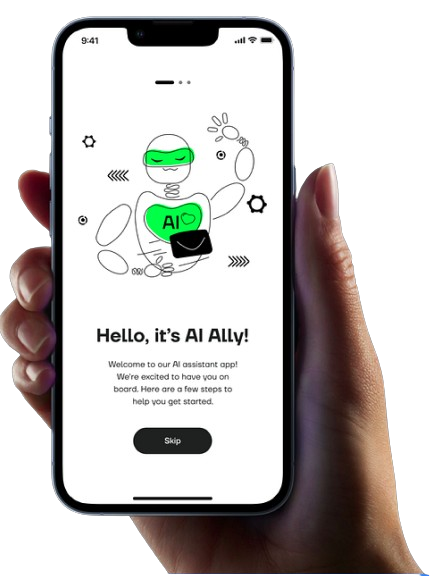 9:41
AI
Hello, it's AI Ally!
Welcome to our AI assistant app!
We're excited to have you on
board. Here are a few steps to
help you get started.
Skip